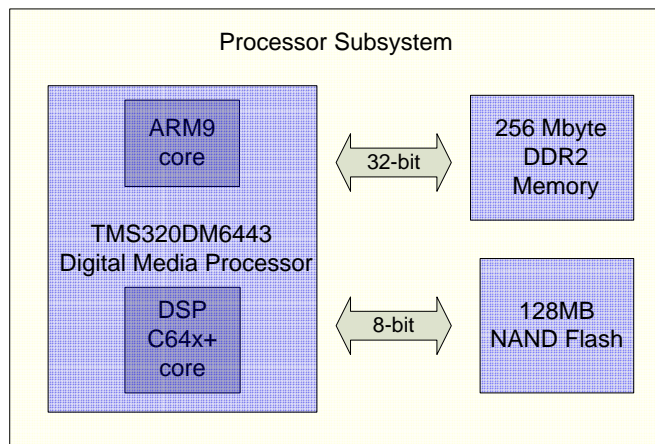 Processor Subsystem
ARM9
core
TMS320DM6443
Digital Media Processor
DSP
C64x+
core
32-bit
256 Mbyte
DDR2
Memory
8-bit
128MB
NAND Flash